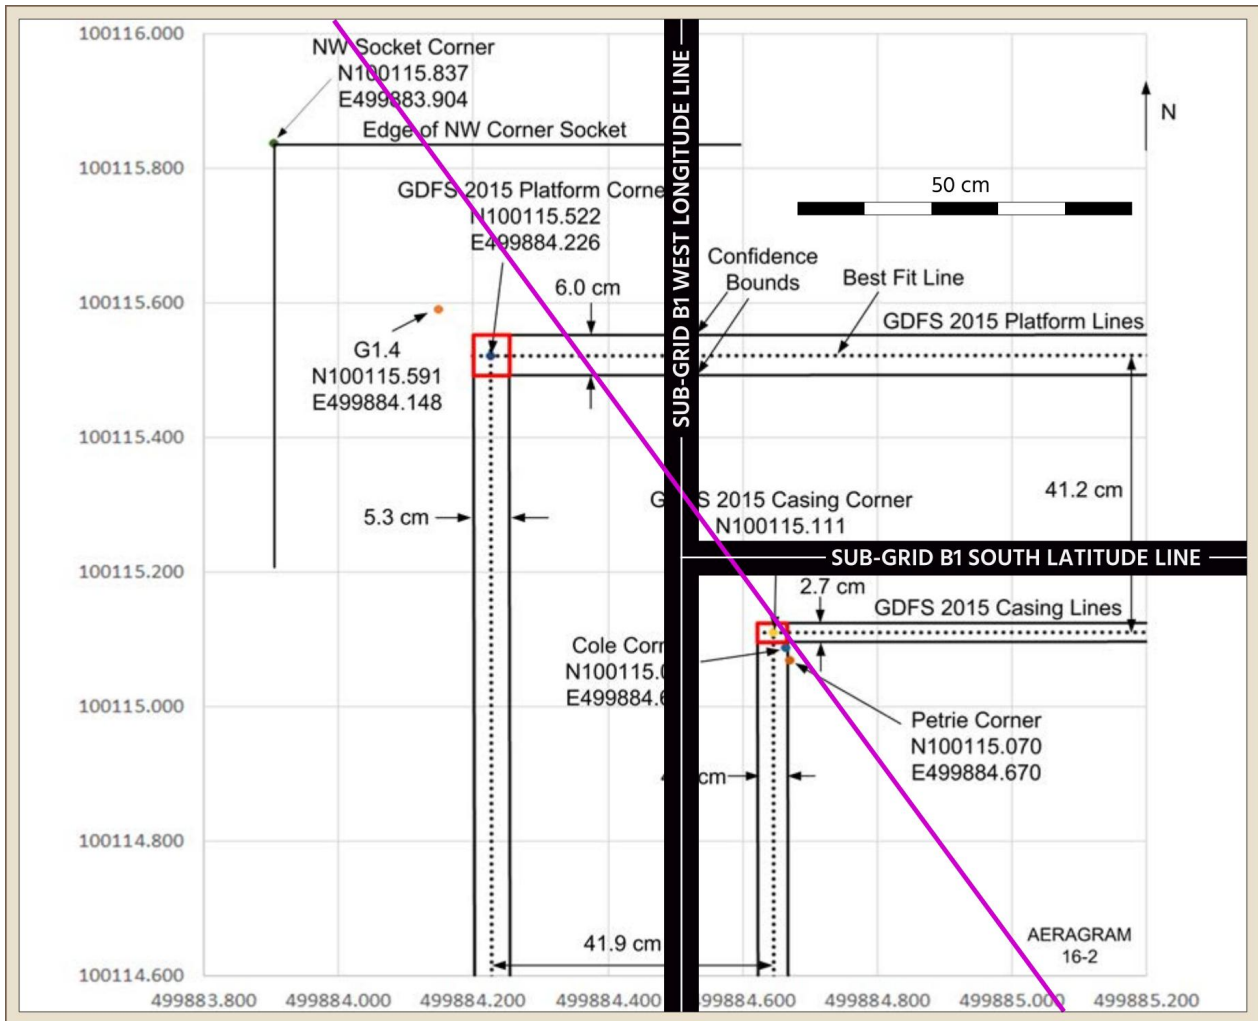 100116.000
NW Socket Corner
N100115.837
E499883.904
Edge of NW Corner Socket
N
100115.800
50 cm
GDFS 2015 Platform Corne
N100115.522
E499884.226
SUB-GRID B1 WEST LONGITUDE LINE
Confidence
Bounds
Best Fit Line
6.0 cm
100115.600
GDFS 2015 Platform Lines
G1.4
N100115.591
E499884.148
100115.400
41.2 cm
2015 Casing Corner
N100115.111
5.3 cm
SUB-GRID B1 SOUTH LATITUDE LINE
100115.200
2.7 cm
GDFS 2015 Casing Lines
Cole Corn
N100115.0
E499884.6
100115.000
Petrie Corner
N100115.070
E499884.670
cm
100114.800
41.9 cm
AERAGRAM
16-2
100114.600
499883.800 499884.000 499884.200 499884.400 499884.600 499884.800 499885.000 499885.200